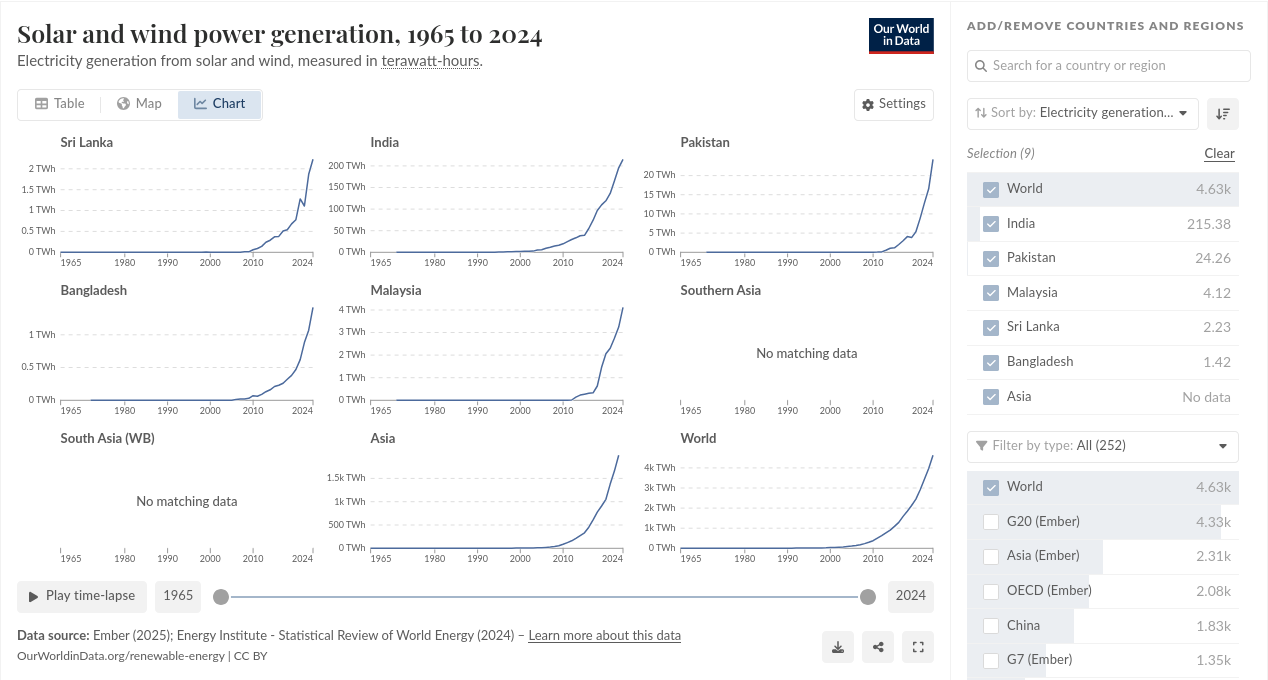 Solar and wind power generation, 1965 to 2024
Electricity generation from solar and wind, measured in terawatt-hours.
Our World
in Data
Table
Map
Chart
Settings
Sri Lanka
2 TWh
1.5 TWh
1 TWh
0.5 TWh
0 TWh
1965 1980 1990 2000 2010 2024
India
200 TWh
150 TWh
100 TWh
50 TWh
0 TWh
1965 1980 1990 2000 2010 2024
Pakistan
20 TWh
15 TWh
10 TWh
5 TWh
0 TWh
1965 1980 1990 2000 2010 2024
Bangladesh
1 TWh
0.5 TWh
0 TWh
1965 1980 1990 2000 2010 2024
Malaysia
4 TWh
3 TWh
2 TWh
1 TWh
0 TWh
1965 1980 1990 2000 2010 2024
Southern Asia
No matching data
1965 1980 1990 2000 2010 2024
South Asia (WB)
No matching data
1965 1980 1990 2000 2010 2024
Asia
1.5k TWh
1k TWh
500 TWh
0 TWh
1965 1980 1990 2000 2010 2024
World
4k TWh
3k TWh
2k TWh
1k TWh
0 TWh
1965 1980 1990 2000 2010 2024
Play time-lapse
1965
2024
Data source: Ember (2025); Energy Institute - Statistical Review of World Energy (2024) – Learn more about this data
OurWorldinData.org/renewable-energy | CC BY
ADD/REMOVE COUNTRIES AND REGIONS
Search for a country or region
Sort by: Electricity generation...
Selection (9)
Clear
World 4.63k
India 215.38
Pakistan 24.26
Malaysia 4.12
Sri Lanka 2.23
Bangladesh 1.42
Asia No data
Filter by type: All (252)
World 4.63k
G20 (Ember) 4.33k
Asia (Ember) 2.31k
OECD (Ember) 2.08k
China 1.83k
G7 (Ember) 1.35k